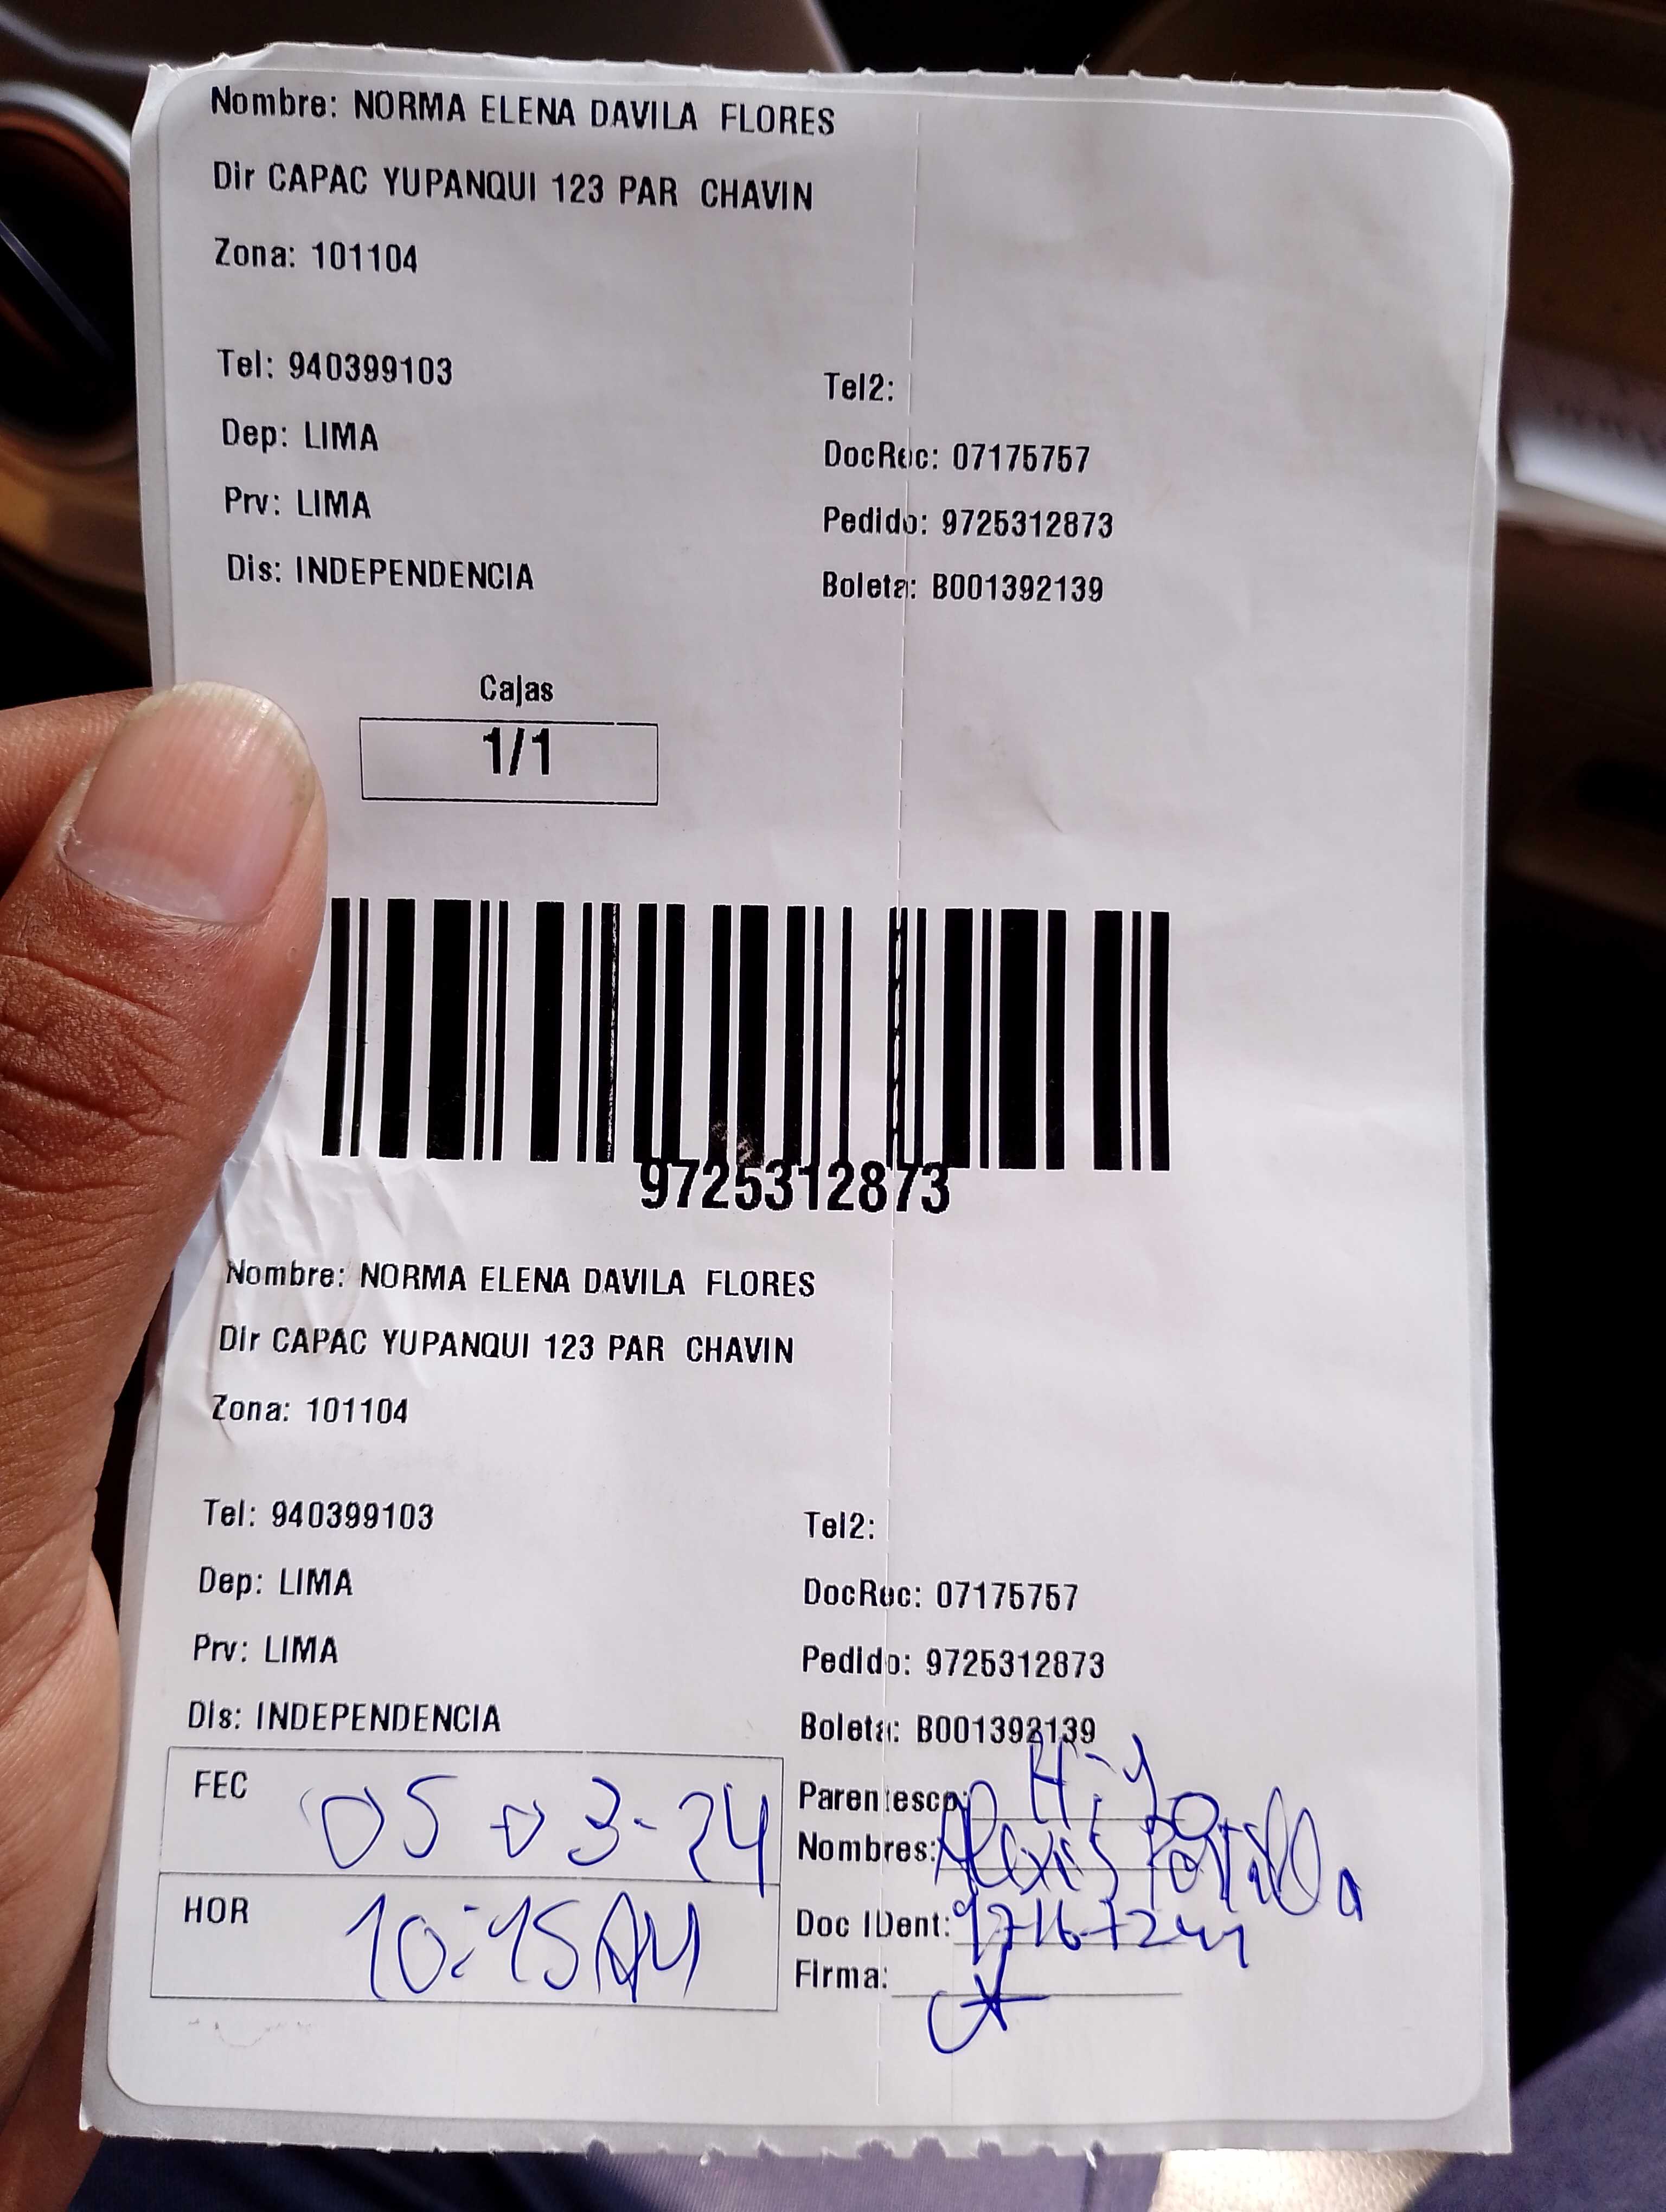 Nombre: NORMA ELENA DAVILA FLORES
Dir CAPAC YUPANQUI 123 PAR CHAVIN
Zona: 101104
Tel: 940399103 Tel2:
Dep: LIMA DocRec: 07175757
Prv: LIMA Pedido: 9725312873
Dis: INDEPENDENCIA Boleta: B001392139
Cajas
1/1
9725312873
Nombre: NORMA ELENA DAVILA FLORES
Dir CAPAC YUPANQUI 123 PAR CHAVIN
Zona: 101104
Tel: 940399103 Tel2:
Dep: LIMA DocRec: 07175757
Prv: LIMA Pedido: 9725312873
Dis: INDEPENDENCIA Boleta: B001392139
FEC 05-03-24 Parentesco: Hijo
HOR 10:45AM Nombres: Alexis
Doc IDent:
Firma: